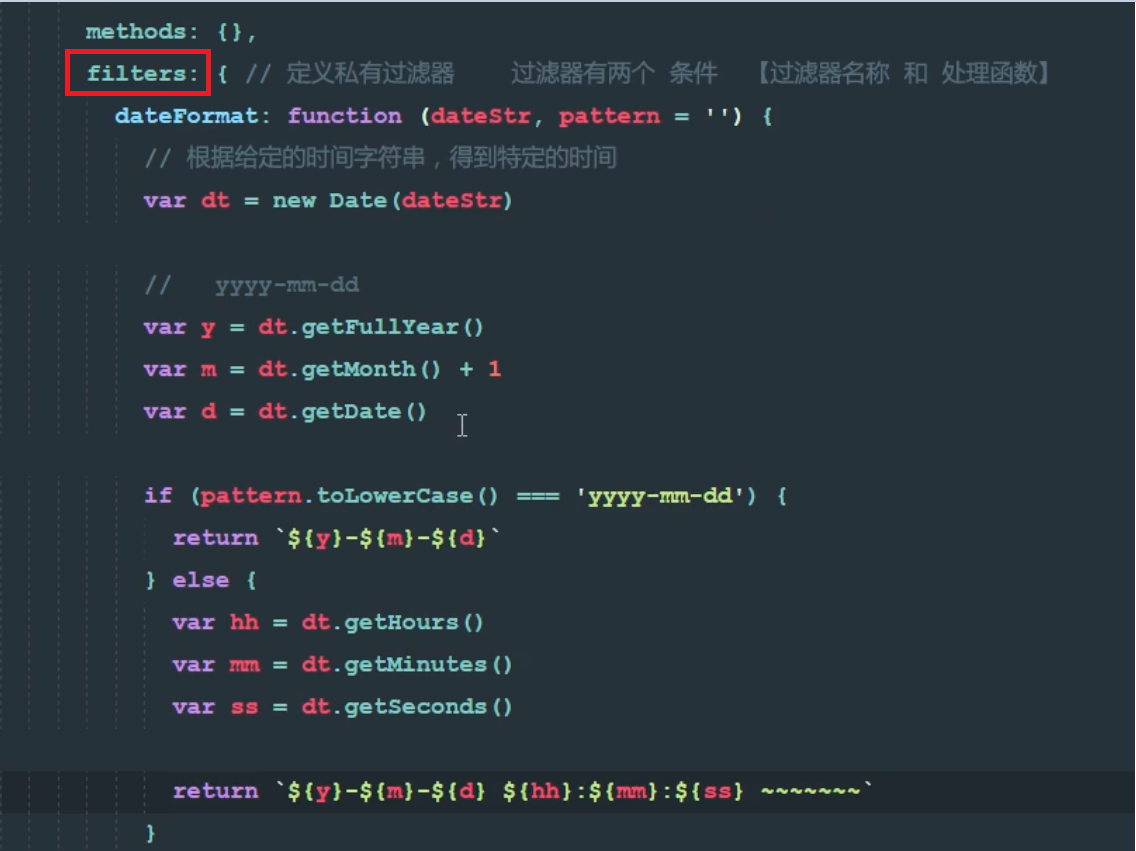 methods: {},
filters: { // 定义私有过滤器    过滤器有两个 条件  【过滤器名称 和 处理函数】
dateFormat: function (dateStr, pattern = '') {
// 根据给定的时间字符串，得到特定的时间
var dt = new Date(dateStr)
//   yyyy-mm-dd
var y = dt.getFullYear()
var m = dt.getMonth() + 1
var d = dt.getDate()
if (pattern.toLowerCase() === 'yyyy-mm-dd') {
return `${y}-${m}-${d}`
} else {
var hh = dt.getHours()
var mm = dt.getMinutes()
var ss = dt.getSeconds()
return `${y}-${m}-${d} ${hh}:${mm}:${ss} ~~~~~~~`
}